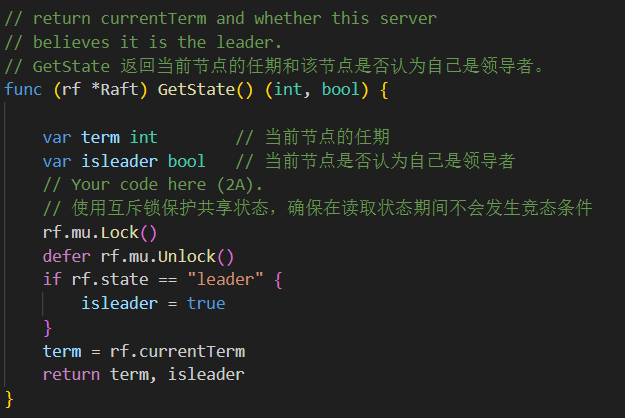 // return currentTerm and whether this server
// believes it is the leader.
// GetState 返回当前节点的任期和该节点是否认为自己是领导者。
func (rf *Raft) GetState() (int, bool) {
var term int // 当前节点的任期
var isleader bool // 当前节点是否认为自己是领导者
// Your code here (2A).
// 使用互斥锁保护共享状态，确保在读取状态期间不会发生竞态条件
rf.mu.Lock()
defer rf.mu.Unlock()
if rf.state == "leader" {
isleader = true
}
term = rf.currentTerm
return term, isleader
}